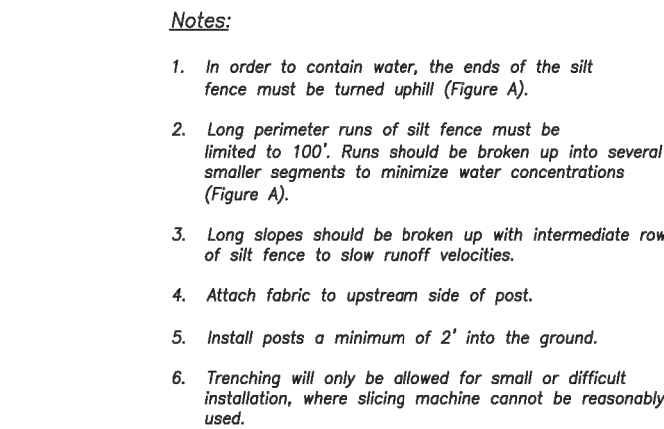 Notes:
1. In order to contain water, the ends of the silt
fence must be turned uphill (Figure A).
2. Long perimeter runs of silt fence must be
limited to 100'. Runs should be broken up into several
smaller segments to minimize water concentrations
(Figure A).
3. Long slopes should be broken up with intermediate row
of silt fence to slow runoff velocities.
4. Attach fabric to upstream side of post.
5. Install posts a minimum of 2' into the ground.
6. Trenching will only be allowed for small or difficult
installation, where slicing machine cannot be reasonably
used.